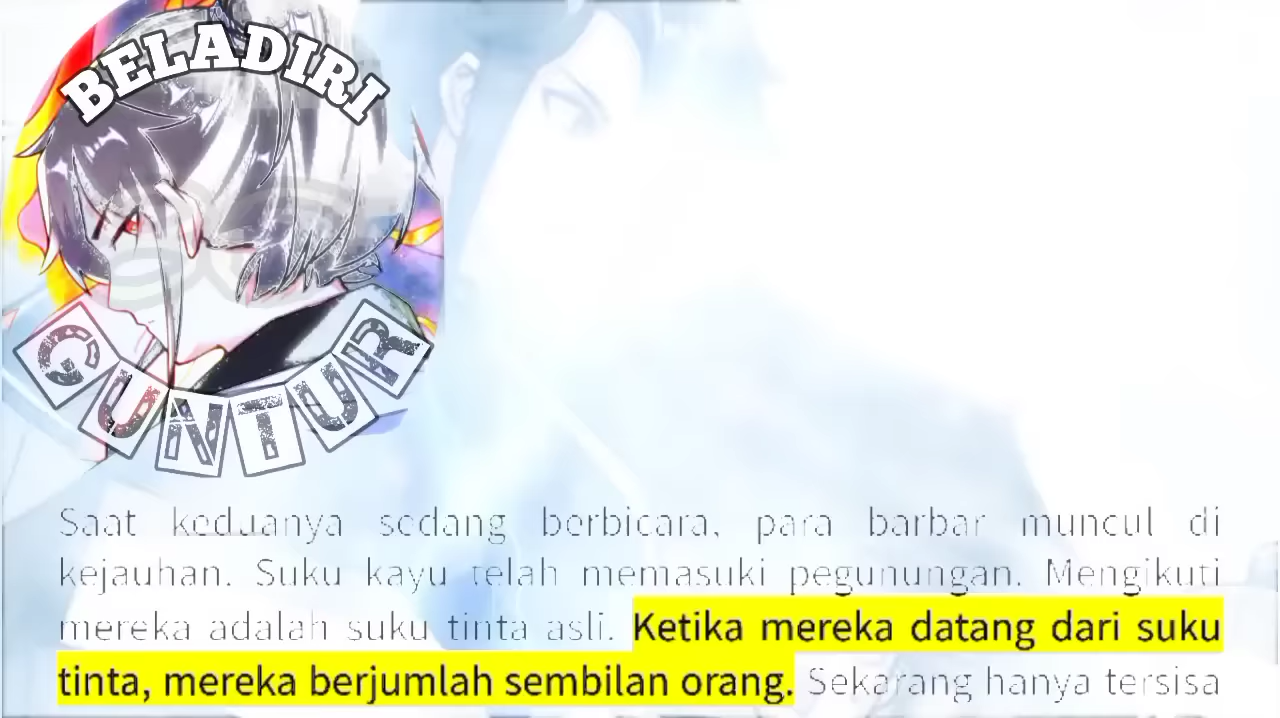 BELADIRI
GUNTUR
Saat keduanya sedang berbicara, para barbar muncul di
kejauhan. Suku kayu telah memasuki pegunungan. Mengikuti
mereka adalah suku tinta asli. Ketika mereka datang dari suku
tinta, mereka berjumlah sembilan orang. Sekarang hanya tersisa